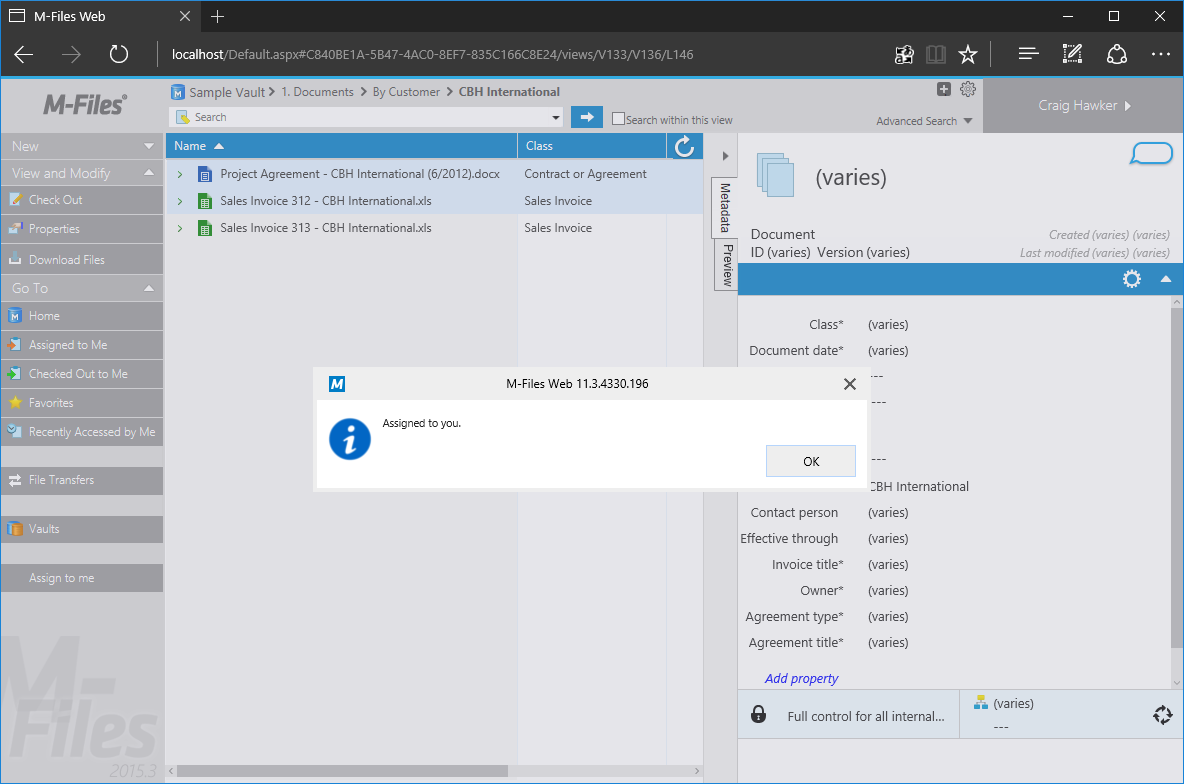 M-Files Web
localhost/Default.aspx#C840BE1A-5B47-4AC0-8EF7-835C166C8E24/views/V133/V136/L146
M-Files®
Sample Vault > 1. Documents > By Customer > CBH International
Search
Search within this view
Advanced Search
Craig Hawker
New
View and Modify
Check Out
Properties
Download Files
Go To
Home
Assigned to Me
Checked Out to Me
Favorites
Recently Accessed by Me
File Transfers
Vaults
Assign to me
M-Files
2015.3
Name Class
Project Agreement - CBH International (6/2012).docx Contract or Agreement
Sales Invoice 312 - CBH International.xls Sales Invoice
Sales Invoice 313 - CBH International.xls Sales Invoice
Metadata
Preview
(varies)
Document
Created (varies) (varies)
ID (varies) Version (varies)
Last modified (varies) (varies)
Class* (varies)
Document date* (varies)
---
---
---
CBH International
Contact person (varies)
Effective through (varies)
Invoice title* (varies)
Owner* (varies)
Agreement type* (varies)
Agreement title* (varies)
Add property
Full control for all internal...
(varies)
---
M
M-Files Web 11.3.4330.196
Assigned to you.
OK